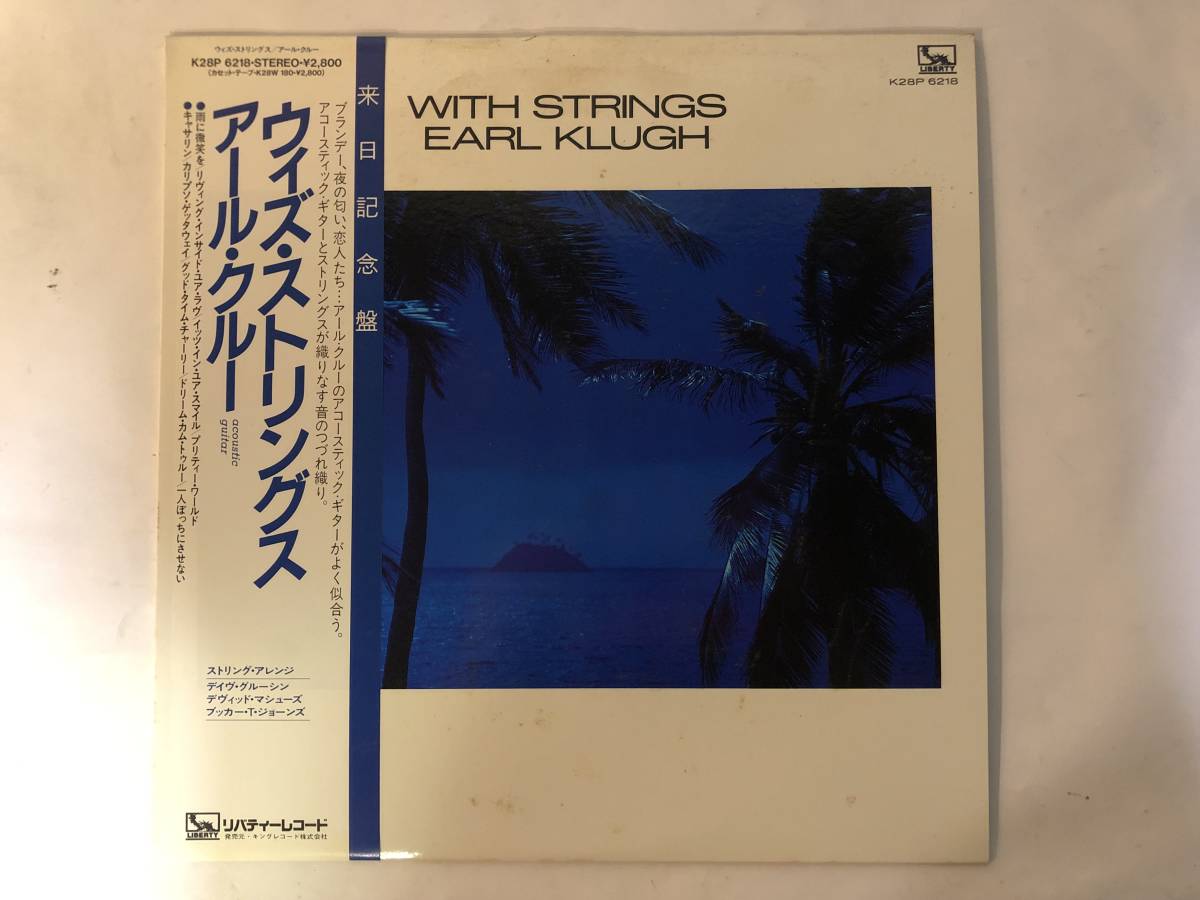 ウィズ・ストリングス/アール・クルー
K28P 6218・STEREO・¥2,800
(カセット・テープ・K28W 180・¥2,800)
来日記念盤
ブランデー、夜の匂い、恋人たち…アール・クルーのアコースティック・ギターがよく似合う。
アコースティック・ギターとストリングスが織りなす音のつづれ織り。
ウィズ・ストリングス
アール・クルー
acoustic
guitar
●雨に微笑を/リヴィング・インサイド・ユア・ラヴ/イッツ・イン・ユア・スマイル/プリティー・ワールド
●キャサリン/カリプソ・ゲッタウェイ/グッド・タイム・チャーリー/ドリーム・カム・トゥルー/一人ぼっちにさせない
ストリング・アレンジ
デイヴ・グルーシン
デヴィッド・マシューズ
ブッカー・T・ジョーンズ
LIBERTY
リバティーレコード
発売元・キングレコード株式会社
WITH STRINGS
EARL KLUGH
LIBERTY
K28P 6218